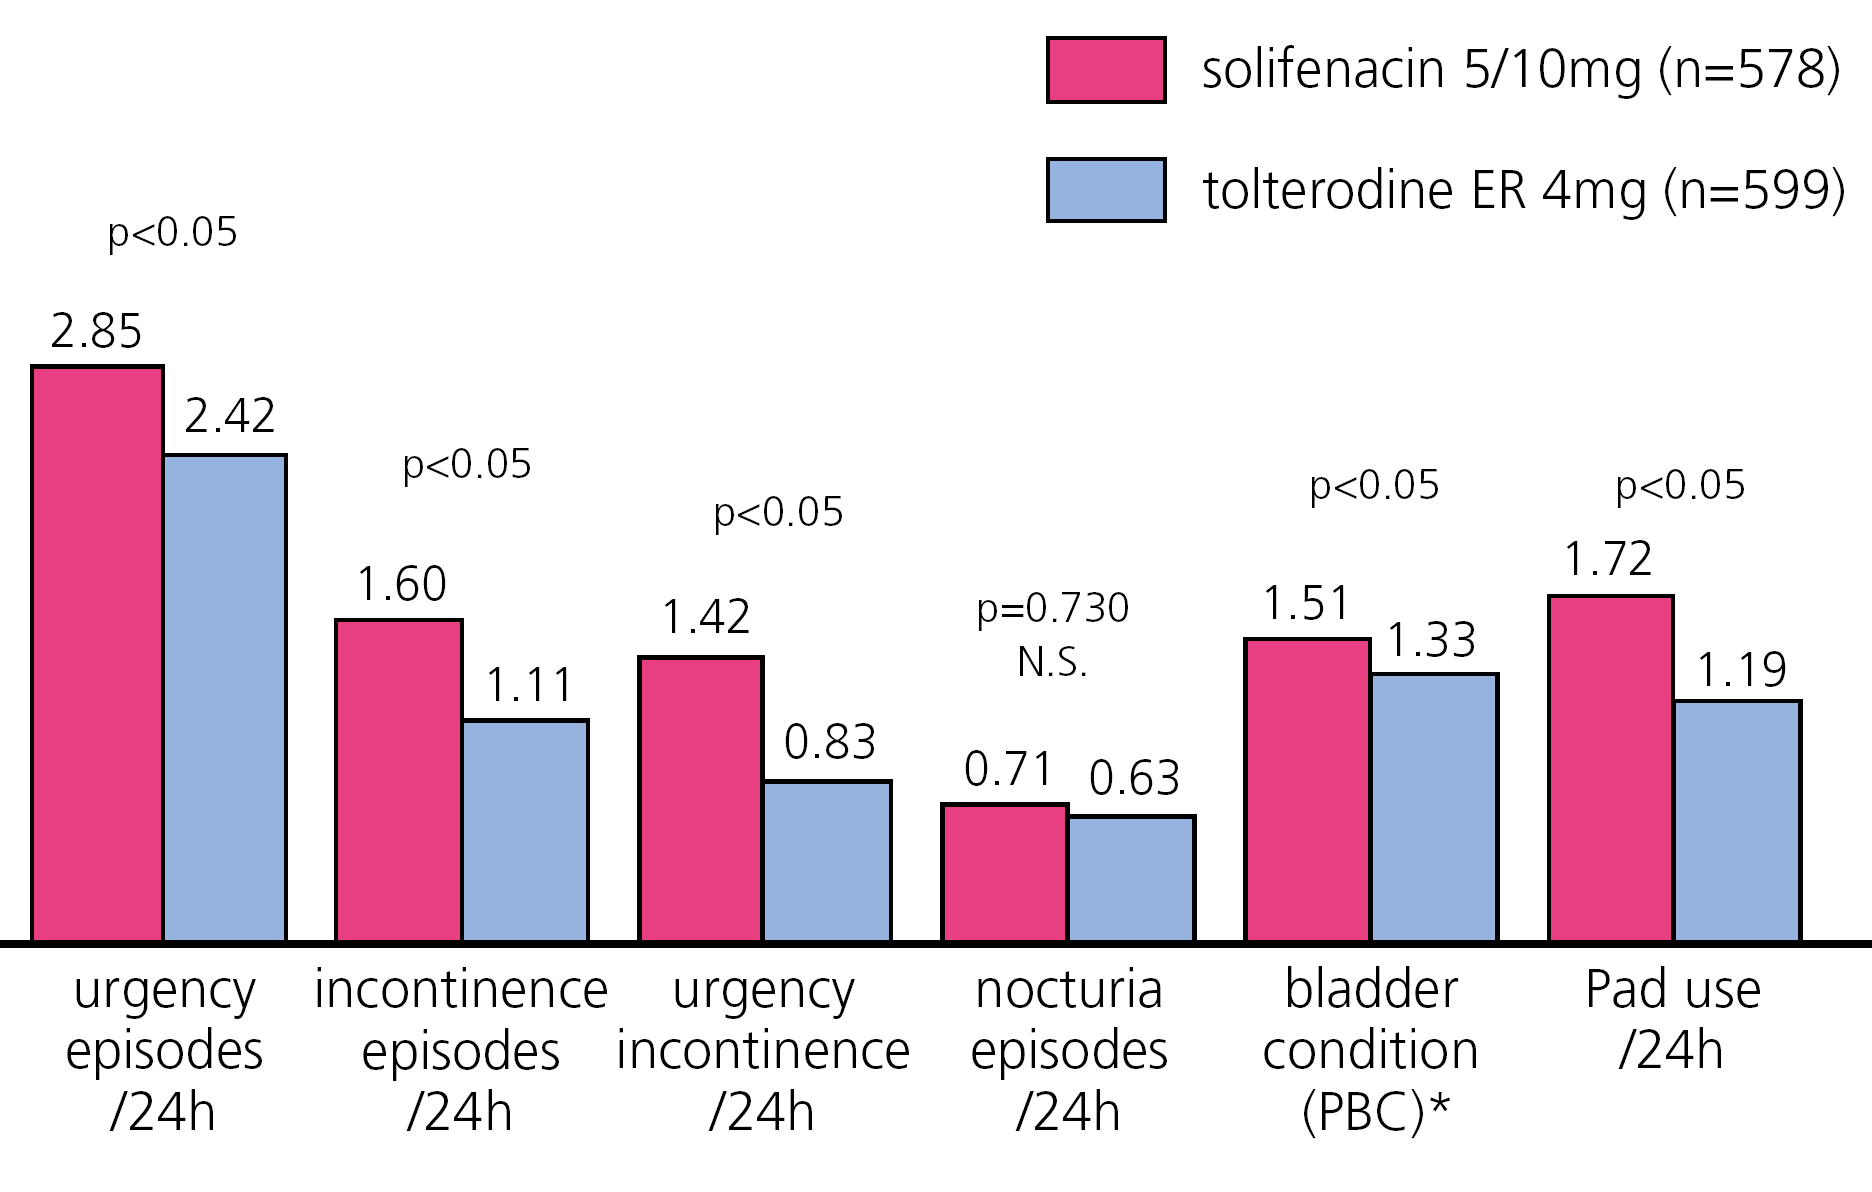 solifenacin 5/10mg (n=578)
tolterodine ER 4mg (n=599)
p<0.05
2.85
2.42
p<0.05
1.60
1.11
p<0.05
1.42
0.83
p=0.730
N.S.
0.71
0.63
p<0.05
1.51
1.33
p<0.05
1.72
1.19
urgency
episodes
/24h
incontinence
episodes
/24h
urgency
incontinence
/24h
nocturia
episodes
/24h
bladder
condition
(PBC)*
Pad use
/24h